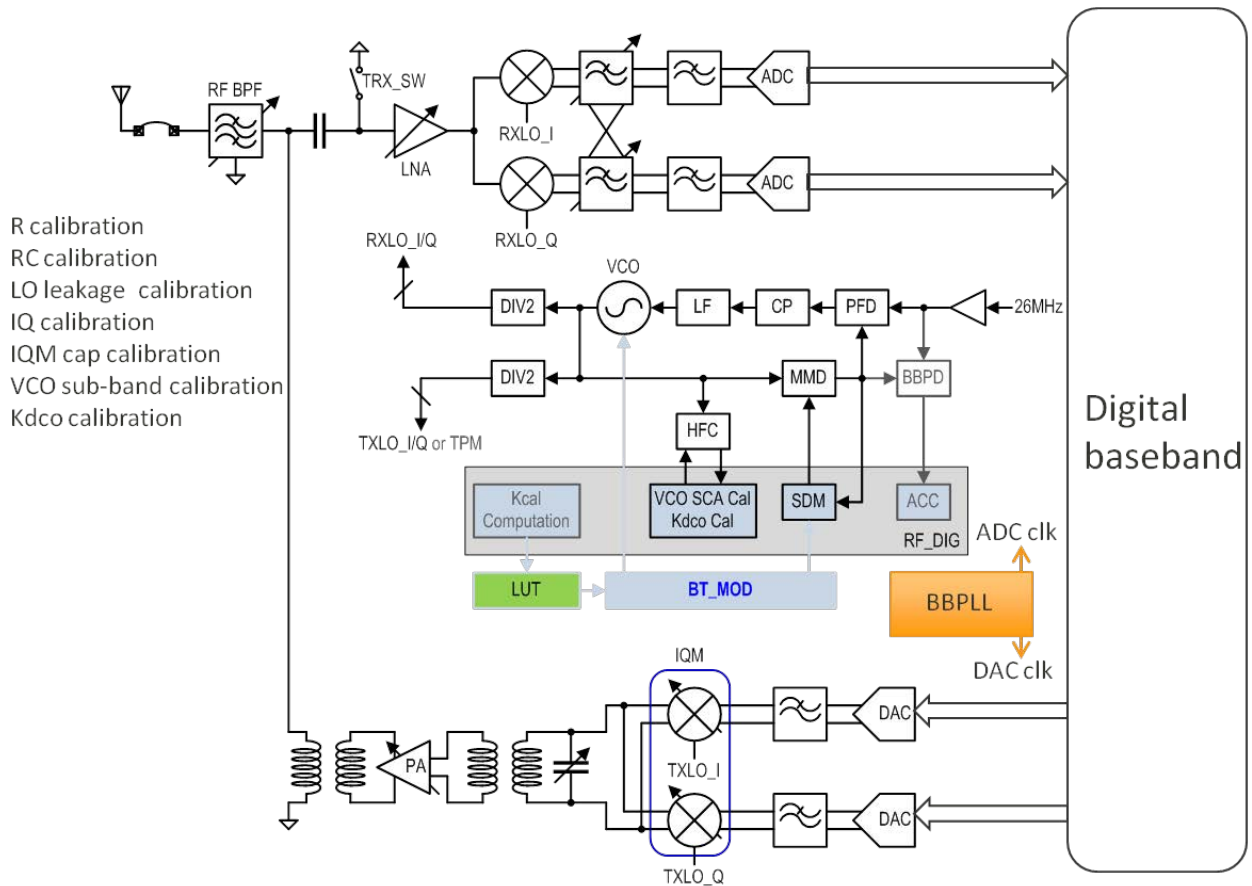 RF BPF
TRX_SW
LNA
RXLO_I
RXLO_Q
ADC
ADC
R calibration
RC calibration
LO leakage calibration
IQ calibration
IQM cap calibration
VCO sub-band calibration
Kdco calibration
RXLO_I/Q
DIV2
VCO
LF
CP
PFD
26MHz
DIV2
MMD
BBPD
TXLO_I/Q or TPM
HFC
Kcal
Computation
VCO SCA Cal
Kdco Cal
SDM
ACC
RF_DIG
LUT
BT_MOD
ADC clk
BBPLL
DAC clk
Digital
baseband
IQM
PA
TXLO_I
TXLO_Q
DAC
DAC